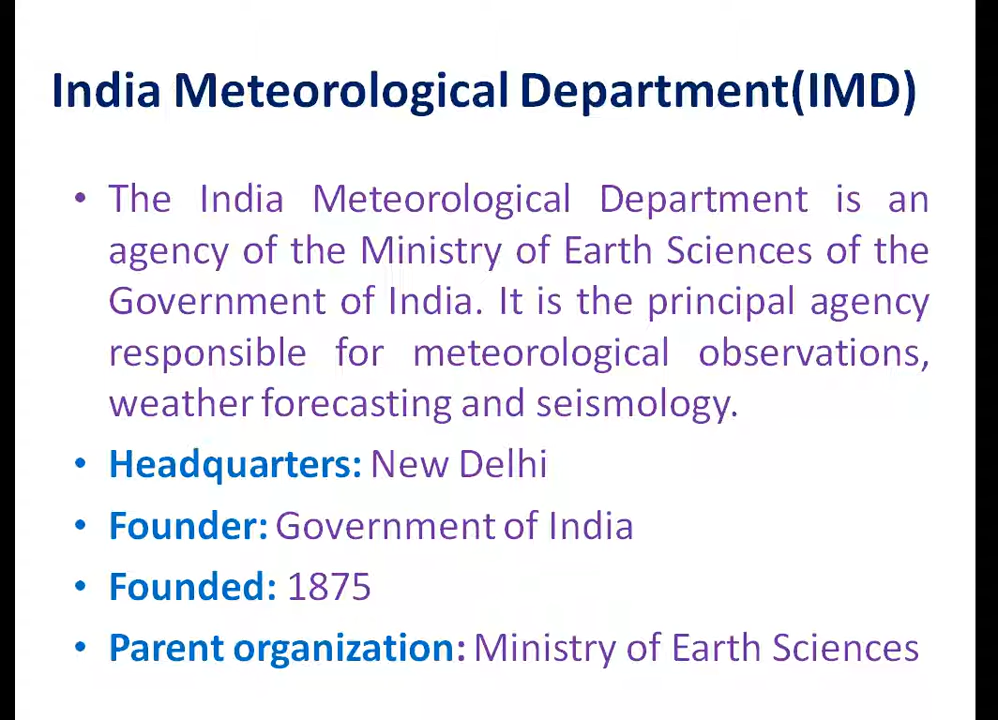 India Meteorological Department(IMD)
• The India Meteorological Department is an
agency of the Ministry of Earth Sciences of the
Government of India. It is the principal agency
responsible for meteorological observations,
weather forecasting and seismology.
• Headquarters: New Delhi
• Founder: Government of India
• Founded: 1875
• Parent organization: Ministry of Earth Sciences